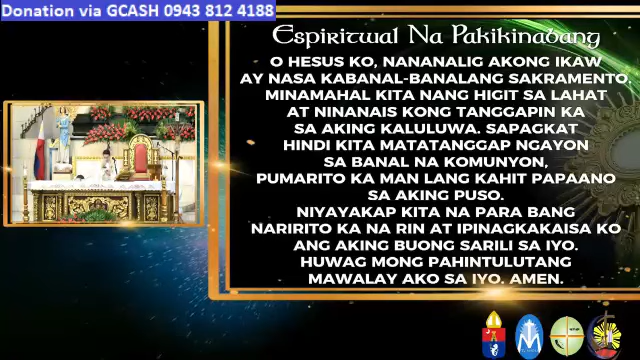 Donation via GCASH 0943 812 4188
Espiritwal Na Pakikinabang
O HESUS KO, NANANALIG AKONG IKAW
AY NASA KABANAL-BANALANG SAKRAMENTO.
MINAMAHAL KITA NANG HIGIT SA LAHAT
AT NINANAIS KONG TANGGAPIN KA
SA AKING KALULUWA. SAPAGKAT
HINDI KITA MATATANGGAP NGAYON
SA BANAL NA KOMUNYON,
PUMARITO KA MAN LANG KAHIT PAPAANO
SA AKING PUSO.
NIYAYAKAP KITA NA PARA BANG
NARIRITO KA NA RIN AT IPINAGKAKAISA KO
ANG AKING BUONG SARILI SA IYO.
HUWAG MONG PAHINTULUTANG
MAWALAY AKO SA IYO. AMEN.